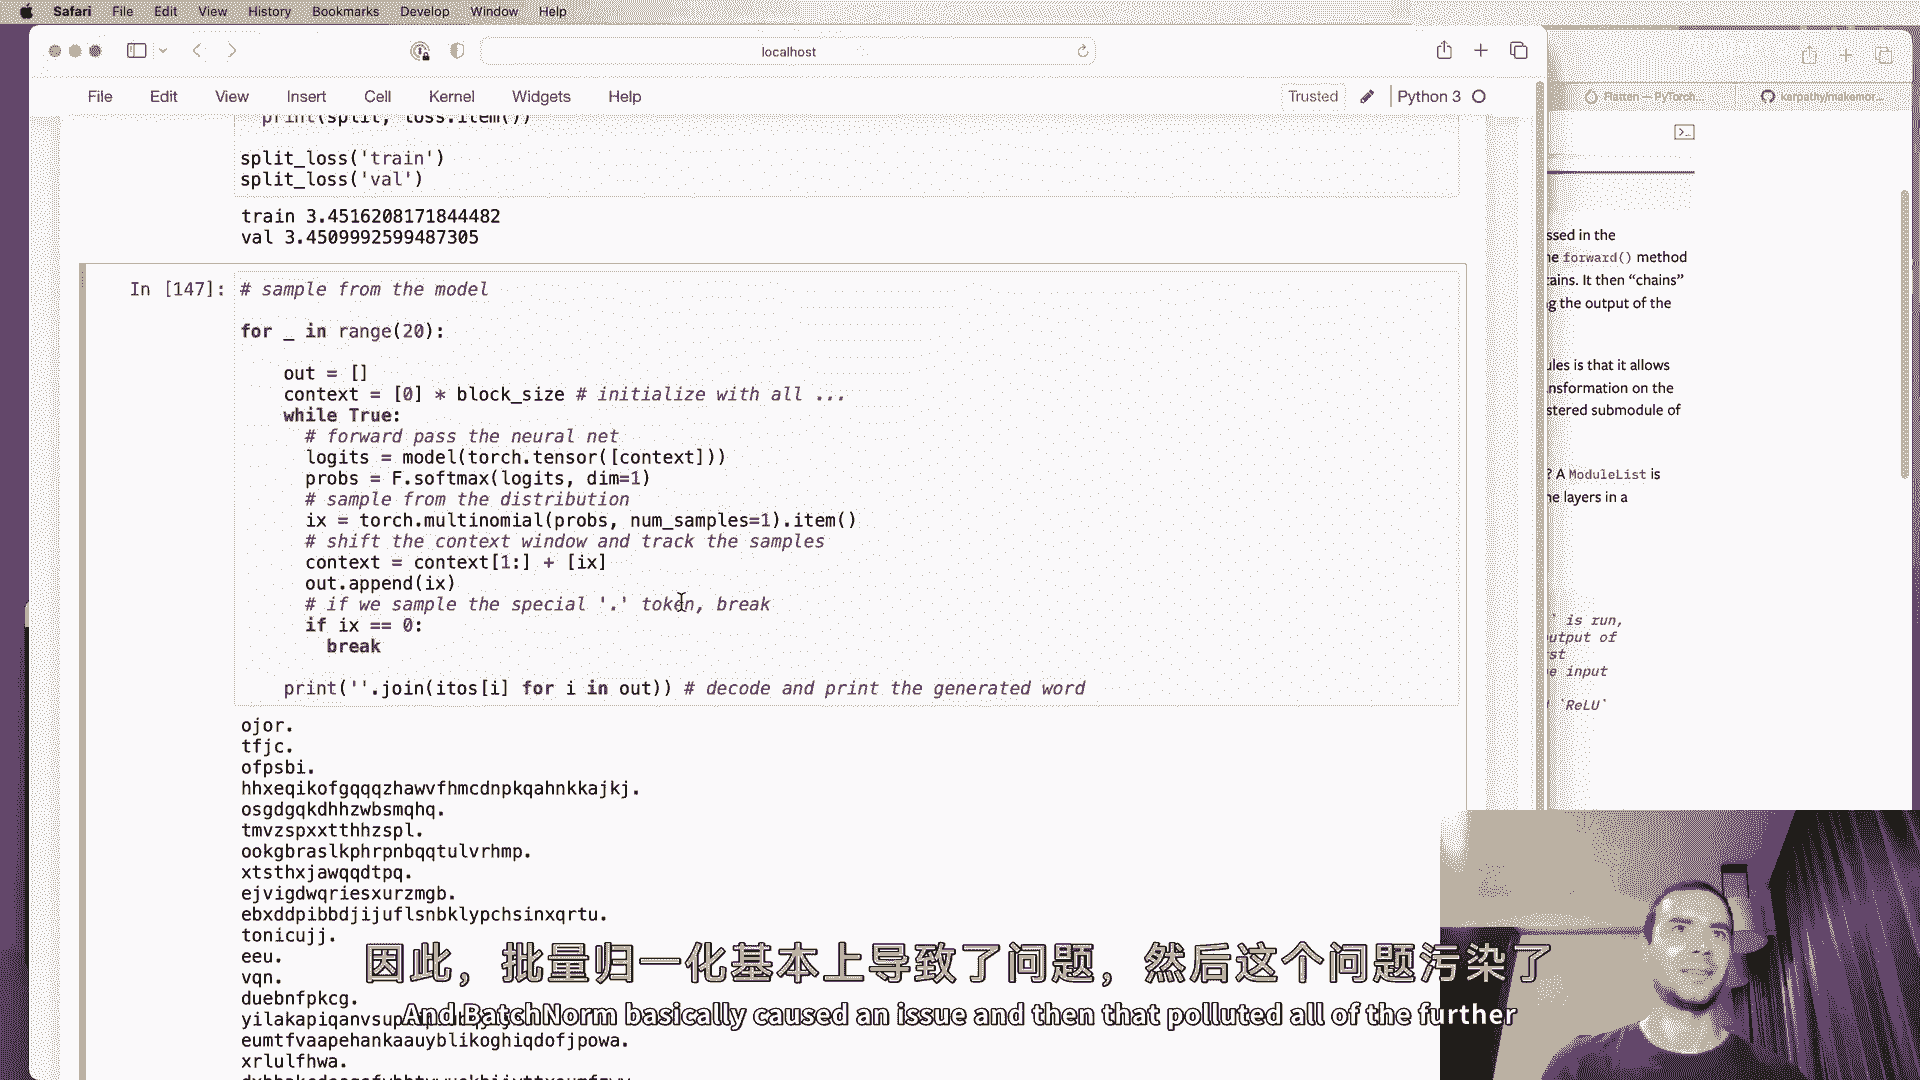 Safari File Edit View History Bookmarks Develop Window Help
localhost
File Edit View Insert Cell Kernel Widgets Help
Trusted Python 3
Flatten — PyTorch...
karpathy/makemor...
print(split, loss.item())
split_loss('train')
split_loss('val')
train 3.4516208171844482
val 3.4509992599487305
In [147]: # sample from the model
for _ in range(20):
out = []
context = [0] * block_size # initialize with all ...
while True:
# forward pass the neural net
logits = model(torch.tensor([context]))
probs = F.softmax(logits, dim=1)
# sample from the distribution
ix = torch.multinomial(probs, num_samples=1).item()
# shift the context window and track the samples
context = context[1:] + [ix]
out.append(ix)
# if we sample the special '.' token, break
if ix == 0:
break
print(''.join(itos[i] for i in out)) # decode and print the generated word
ojor.
tfjc.
ofpsbi.
hhxeqikofgqqqzhawvfhmcdnpkqahnkkajkj.
osgdgqkdhhzwbsmqhq.
tmvzspxxtthhzspl.
ookgbraslkphrpnbqqtulvrhmp.
xtsthxjawqqdtpq.
ejvigdwqriesxurzmgb.
ebxddpibbdjijuflsnbklypchsinxqrtu.
tonicujj.
eeu.
vqn.
duebnfpkcg.
eumtfvaapehankaauyblikoghiqdofjpowa.
xrlulfhwa.
ssed in the
he forward() method
ains. It then “chains”
g the output of the
ules is that it allows
nsformation on the
stered submodule of
? A ModuleList is
he layers in a
` is run,
utput of
st
e input
`ReLU`
因此，批量归一化基本上导致了问题，然后这个问题污染了
And BatchNorm basically caused an issue and then that polluted all of the further